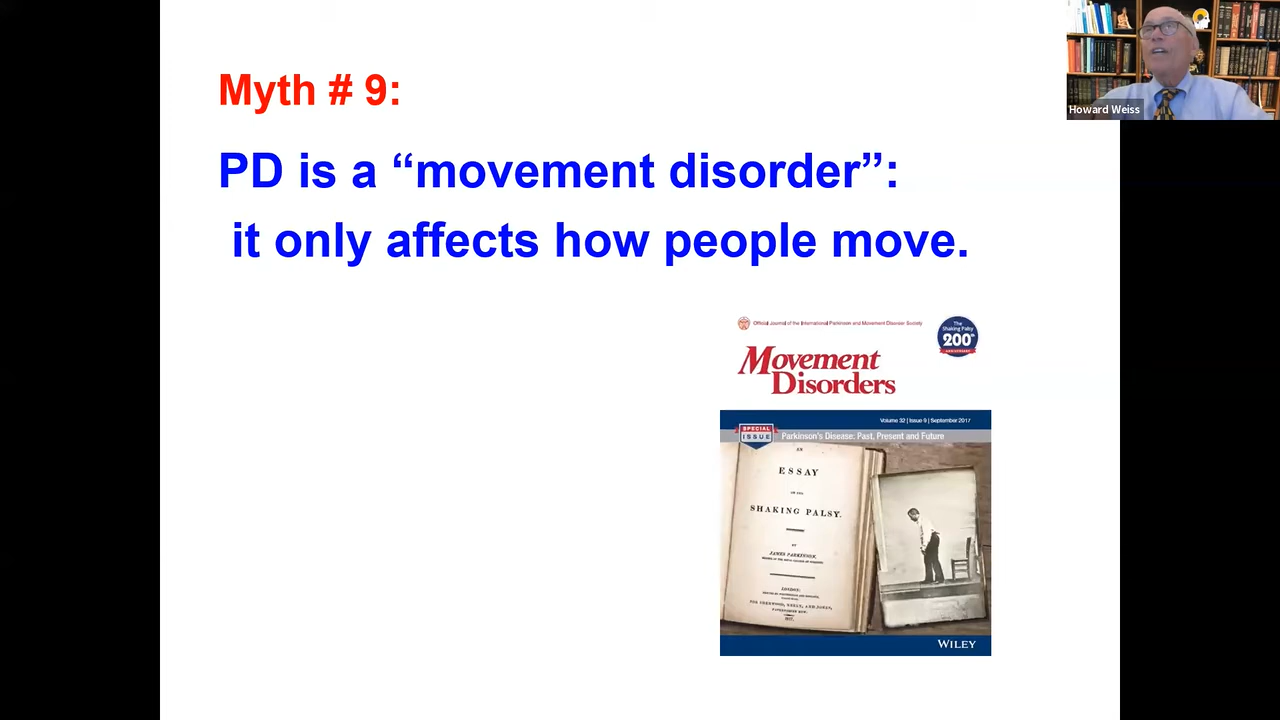 Myth # 9:
PD is a “movement disorder”:
it only affects how people move.
Howard Weiss
Official Journal of the International Parkinson and Movement Disorder Society
The
Shaking Palsy
200
Movement
Disorders
Volume 32 | Issue 9 | September 2017
SPECIAL
ISSUE
Parkinson's Disease: Past, Present and Future
AN
ESSAY
ON THE
SHAKING PALSY.
BY
JAMES PARKINSON,
LONDON:
1817.
WILEY